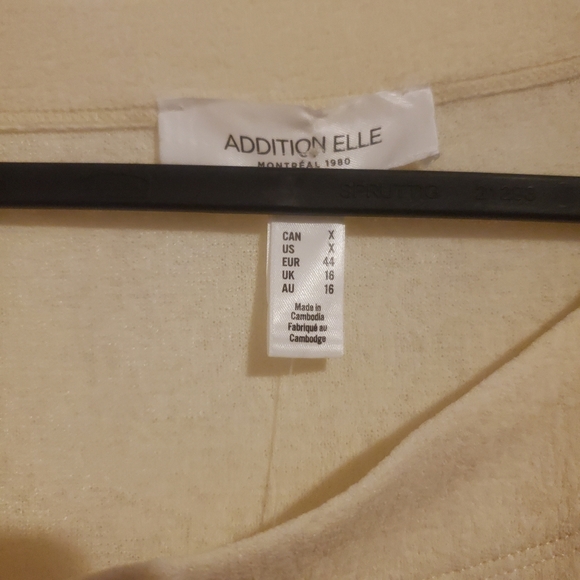 ADDITION ELLE
MONTRÉAL 1980
CAN X
US X
EUR 44
UK 16
AU 16
Made in
Cambodia
Fabriqué au
Cambodge